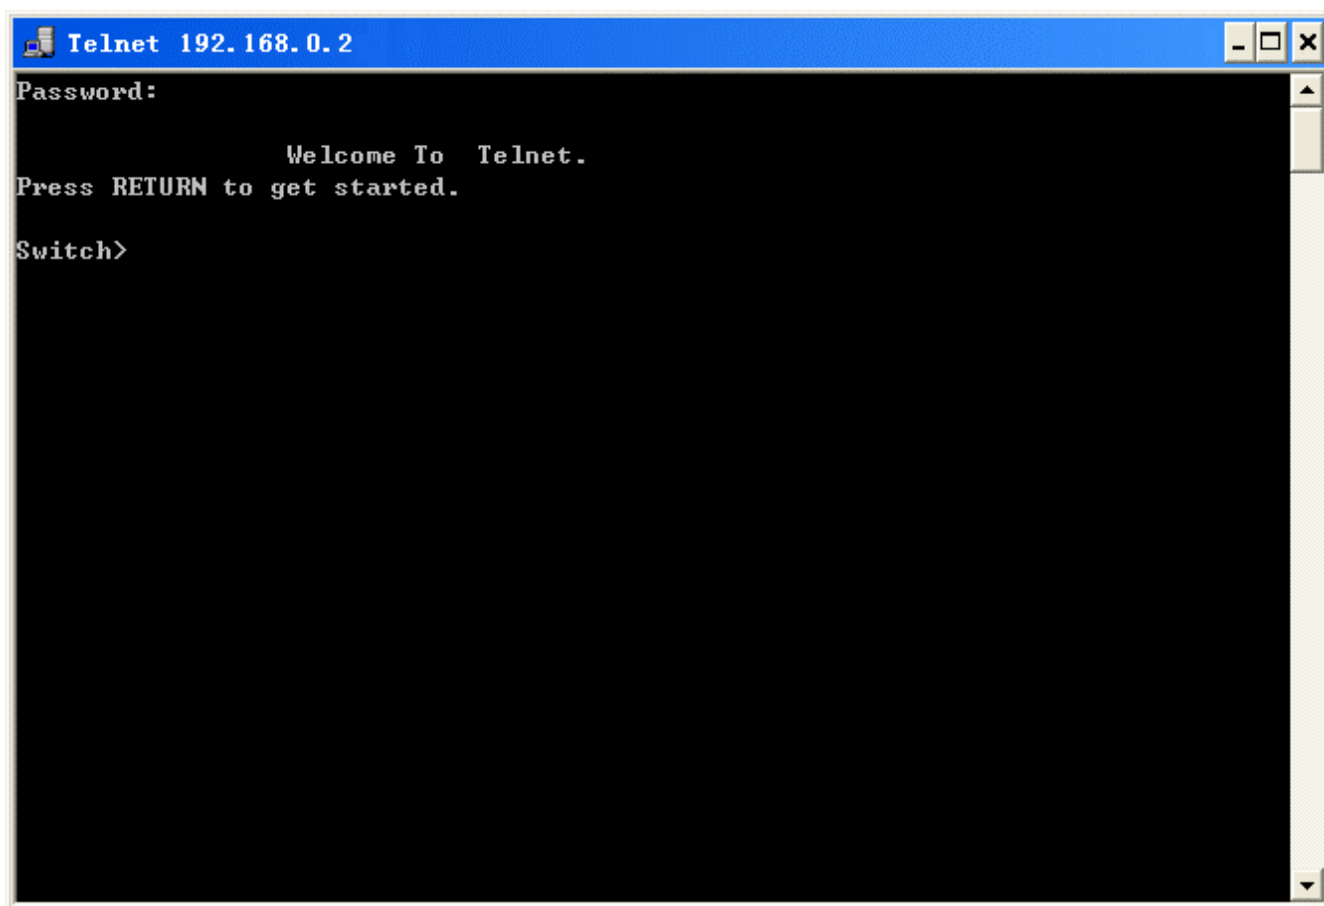 Telnet 192.168.0.2
Password:
Welcome To  Telnet.
Press RETURN to get started.
Switch>